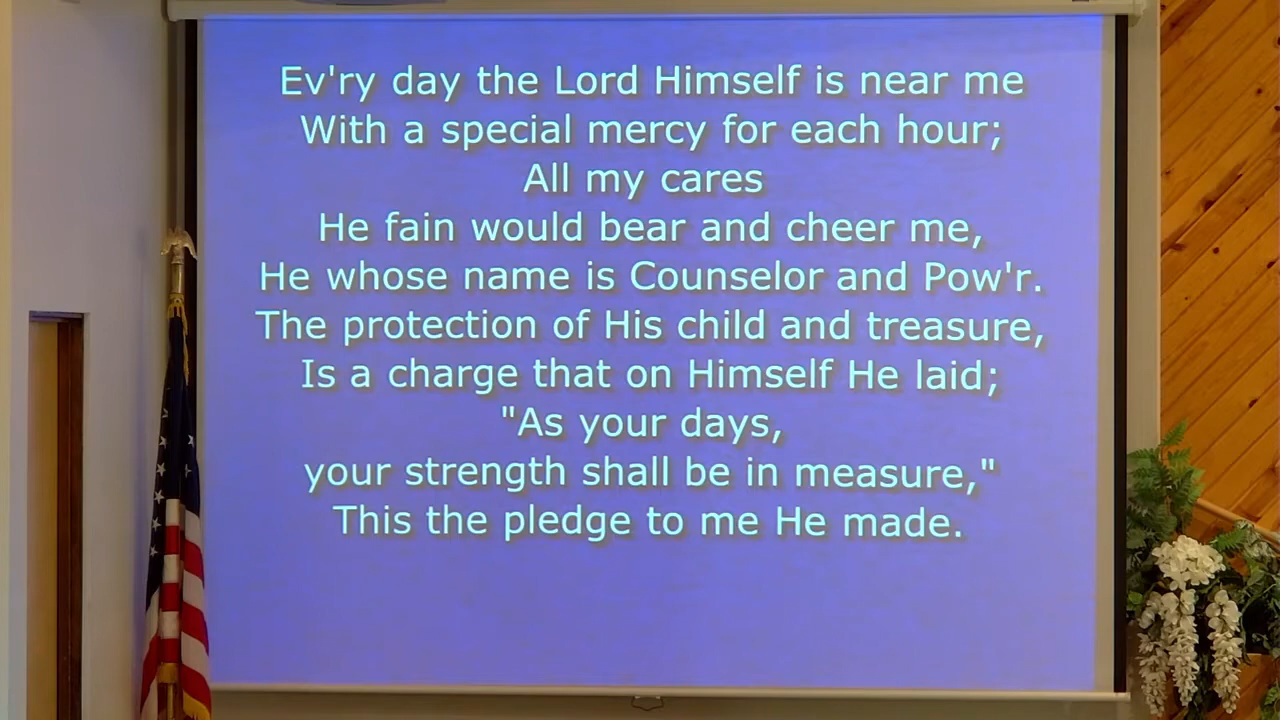 Ev'ry day the Lord Himself is near me
With a special mercy for each hour;
All my cares
He fain would bear and cheer me,
He whose name is Counselor and Pow'r.
The protection of His child and treasure,
Is a charge that on Himself He laid;
"As your days,
your strength shall be in measure,"
This the pledge to me He made.